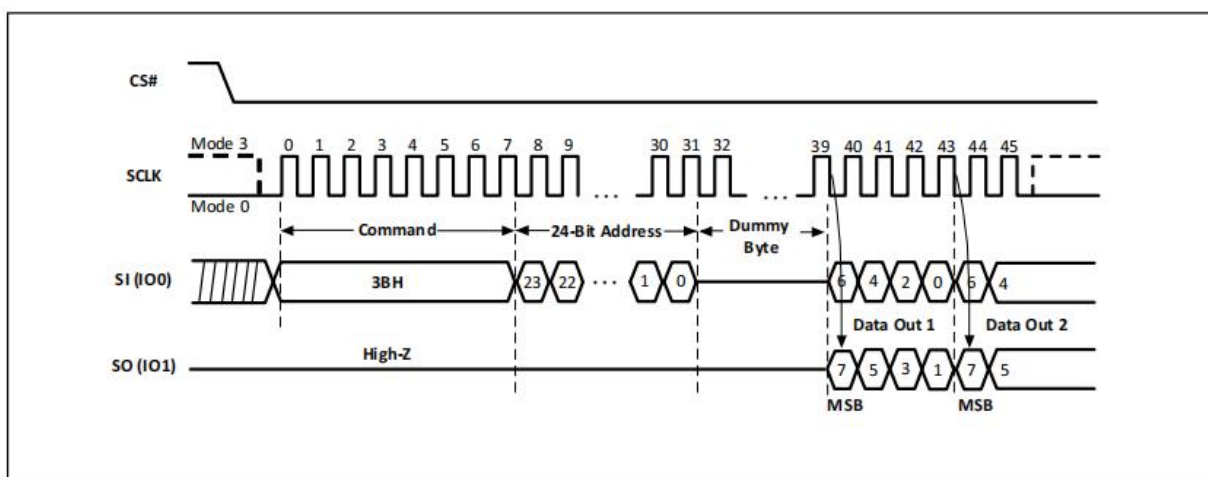 CS#
Mode 3
0 1 2 3 4 5 6 7 8 9 30 31 32 39 40 41 42 43 44 45
SCLK
... ...
Mode 0
Command 24-Bit Address Dummy
Byte
SI (IO0) 3BH 23 22 ... 1 0 6 4 2 0 6 4
Data Out 1 Data Out 2
High-Z
SO (IO1) 7 5 3 1 7 5
MSB MSB